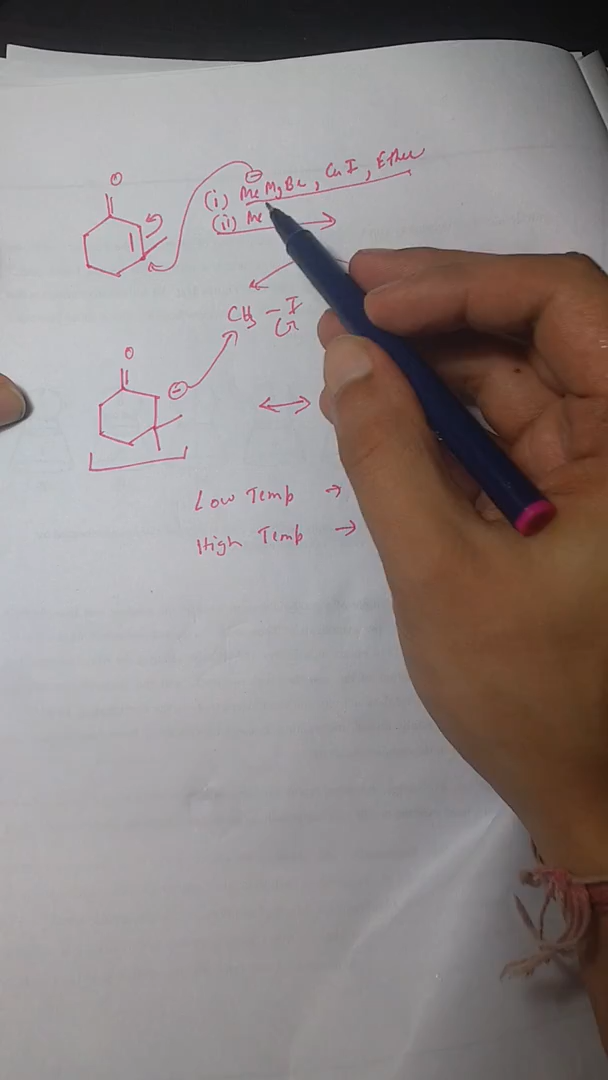 O
(i) MeMgBr, CuI, Ether
(ii) Me
CH3 – I
O
Low Temp →
High Temp →